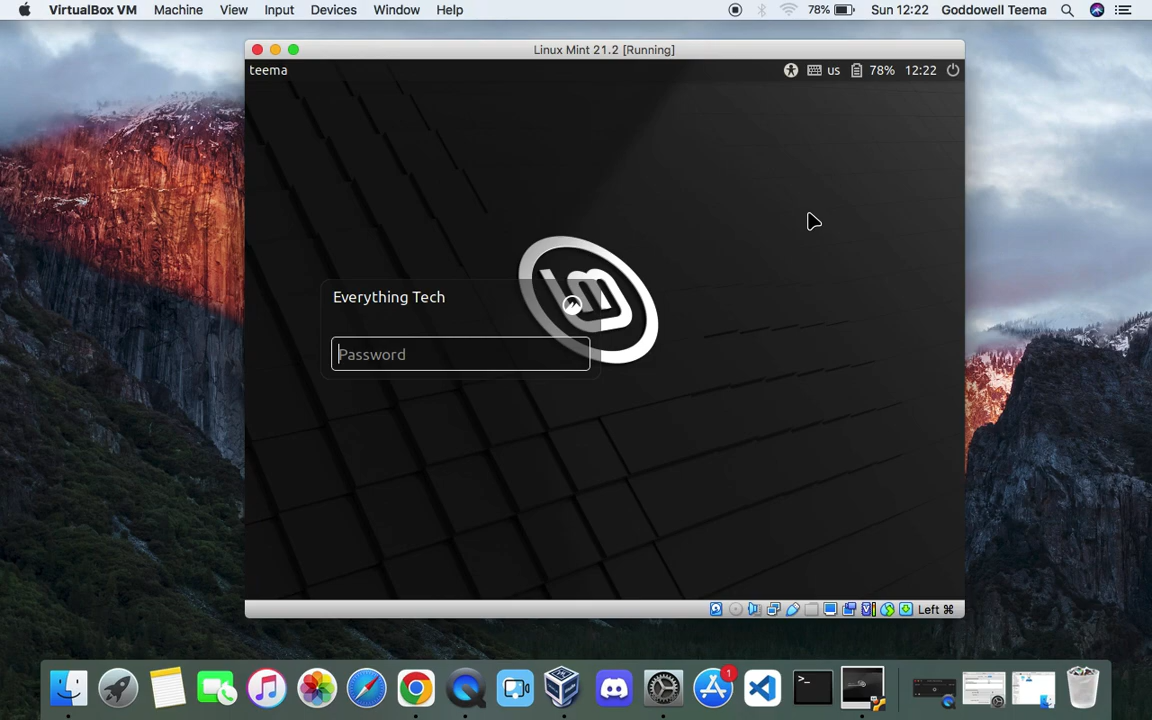 VirtualBox VM Machine View Input Devices Window Help 78% Sun 12:22 Goddowell Teema
Linux Mint 21.2 [Running]
teema us 78% 12:22
Everything Tech
Password
Left ⌘
1
>_